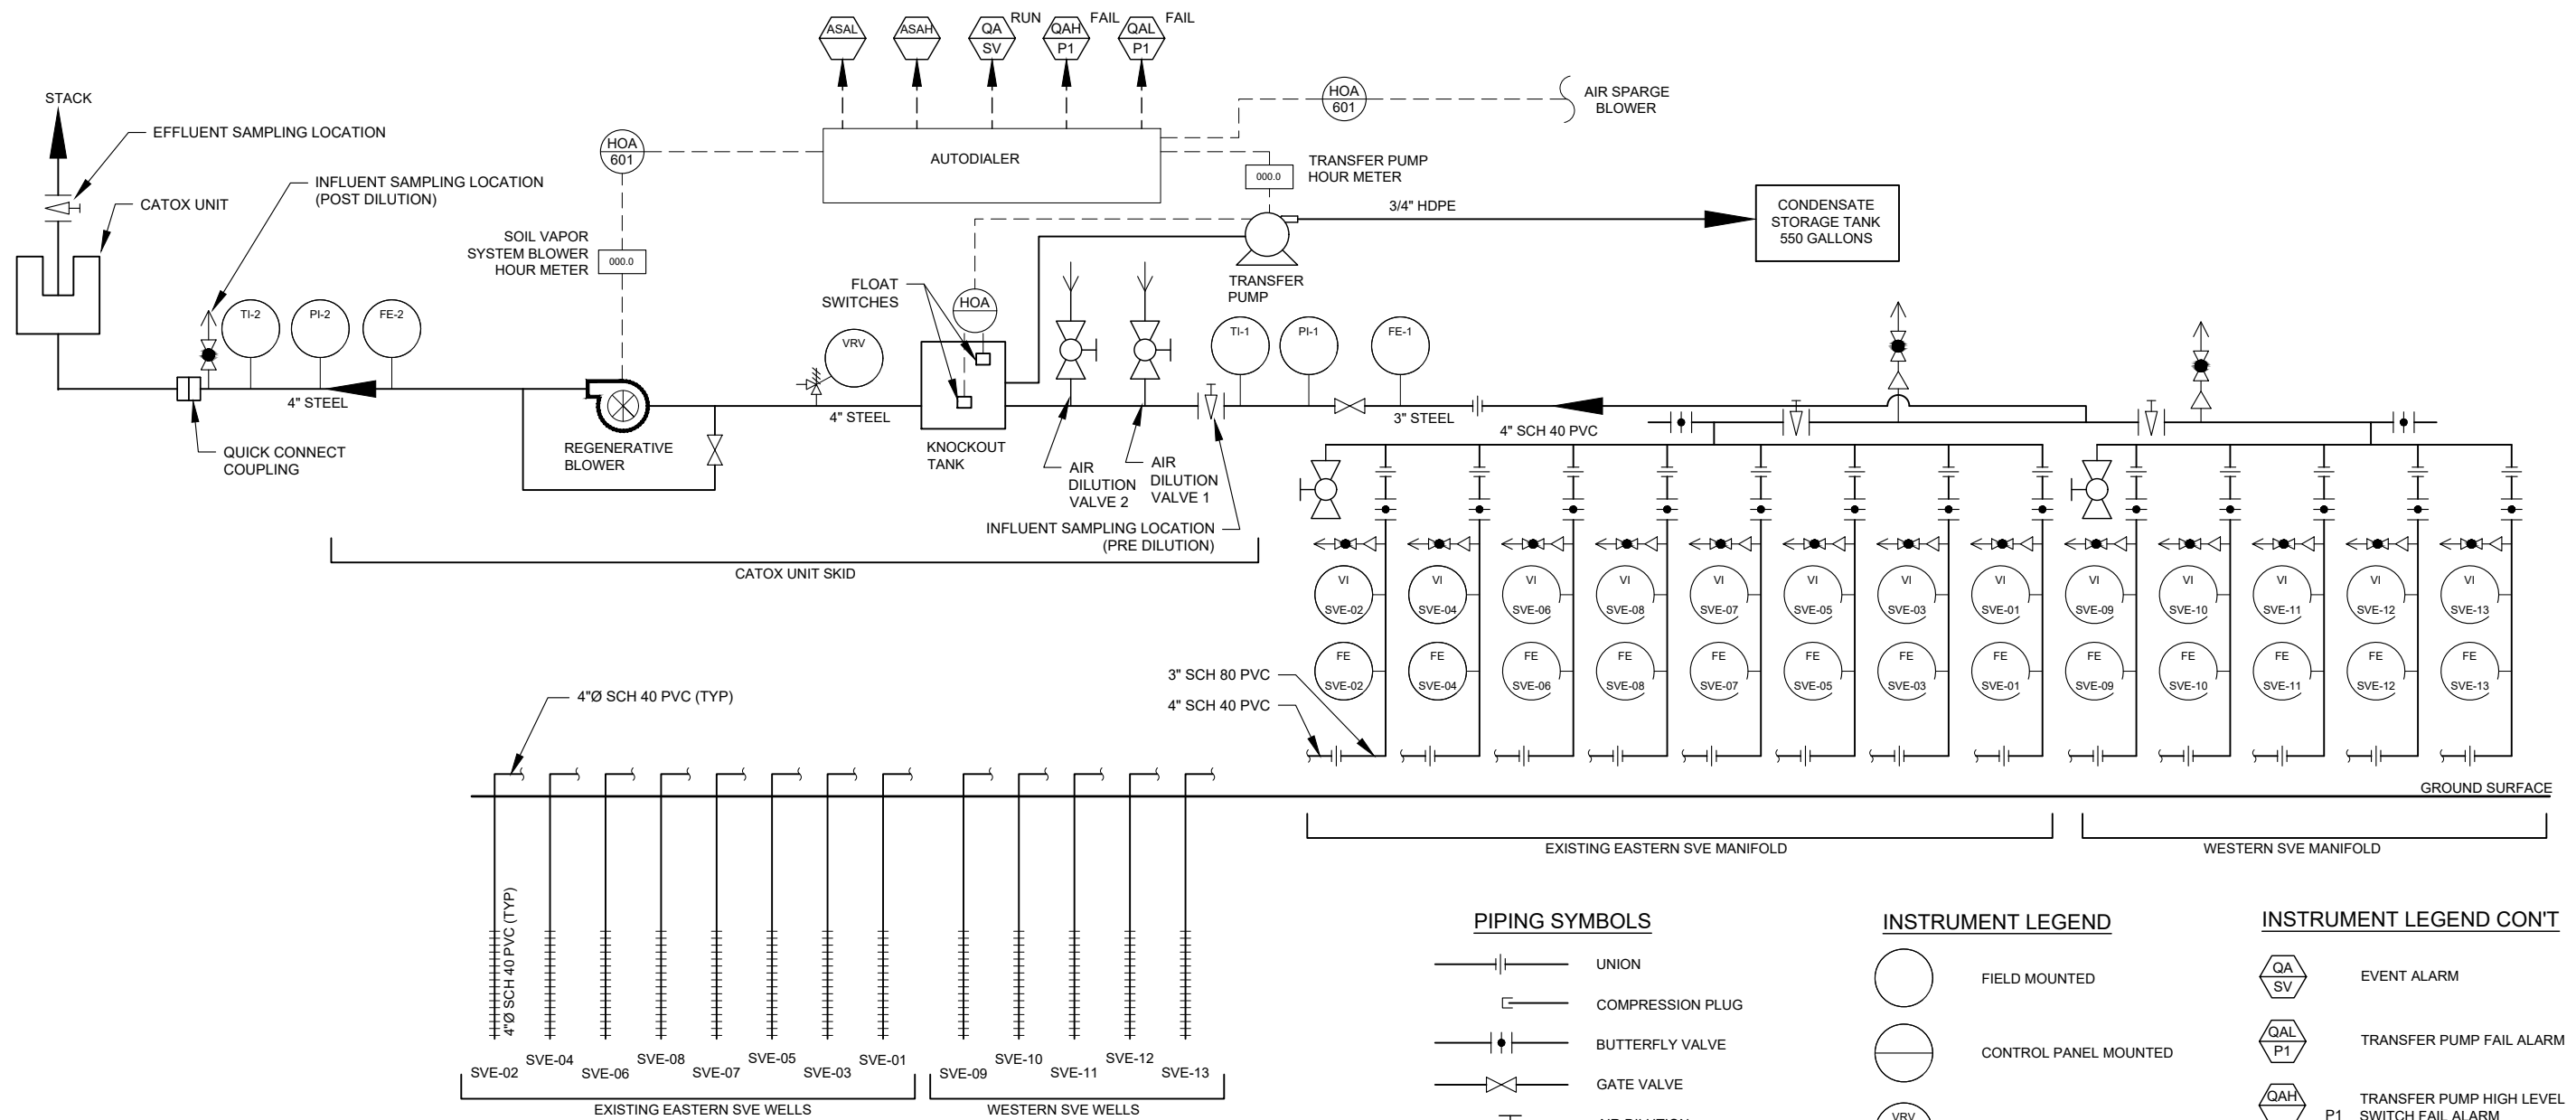 ASAL
ASAH
QA
SV
RUN
QAH
P1
FAIL
QAL
P1
FAIL
STACK
EFFLUENT SAMPLING LOCATION
CATOX UNIT
INFLUENT SAMPLING LOCATION
(POST DILUTION)
HOA
601
AUTODIALER
HOA
601
AIR SPARGE
BLOWER
TRANSFER PUMP
HOUR METER
000.0
3/4" HDPE
CONDENSATE
STORAGE TANK
550 GALLONS
SOIL VAPOR
SYSTEM BLOWER
HOUR METER
000.0
TRANSFER
PUMP
FLOAT
SWITCHES
HOA
TI-2
PI-2
FE-2
VRV
TI-1
PI-1
FE-1
4" STEEL
4" STEEL
3" STEEL
4" SCH 40 PVC
QUICK CONNECT
COUPLING
REGENERATIVE
BLOWER
KNOCKOUT
TANK
AIR
DILUTION
VALVE 2
AIR
DILUTION
VALVE 1
INFLUENT SAMPLING LOCATION
(PRE DILUTION)
CATOX UNIT SKID
VI
SVE-02
VI
SVE-04
VI
SVE-06
VI
SVE-08
VI
SVE-07
VI
SVE-05
VI
SVE-03
VI
SVE-01
VI
SVE-09
VI
SVE-10
VI
SVE-11
VI
SVE-12
VI
SVE-13
FE
SVE-02
FE
SVE-04
FE
SVE-06
FE
SVE-08
FE
SVE-07
FE
SVE-05
FE
SVE-03
FE
SVE-01
FE
SVE-09
FE
SVE-10
FE
SVE-11
FE
SVE-12
FE
SVE-13
3" SCH 80 PVC
4" SCH 40 PVC
4"Ø SCH 40 PVC (TYP)
GROUND SURFACE
EXISTING EASTERN SVE MANIFOLD
WESTERN SVE MANIFOLD
4"Ø SCH 40 PVC (TYP)
SVE-02
SVE-04
SVE-06
SVE-08
SVE-07
SVE-05
SVE-03
SVE-01
SVE-09
SVE-10
SVE-11
SVE-12
SVE-13
EXISTING EASTERN SVE WELLS
WESTERN SVE WELLS
PIPING SYMBOLS
UNION
COMPRESSION PLUG
BUTTERFLY VALVE
GATE VALVE
AIR DILUTION
INSTRUMENT LEGEND
FIELD MOUNTED
CONTROL PANEL MOUNTED
VRV
INSTRUMENT LEGEND CON'T
QA
SV
EVENT ALARM
QAL
P1
TRANSFER PUMP FAIL ALARM
QAH
P1
TRANSFER PUMP HIGH LEVEL
SWITCH FAIL ALARM